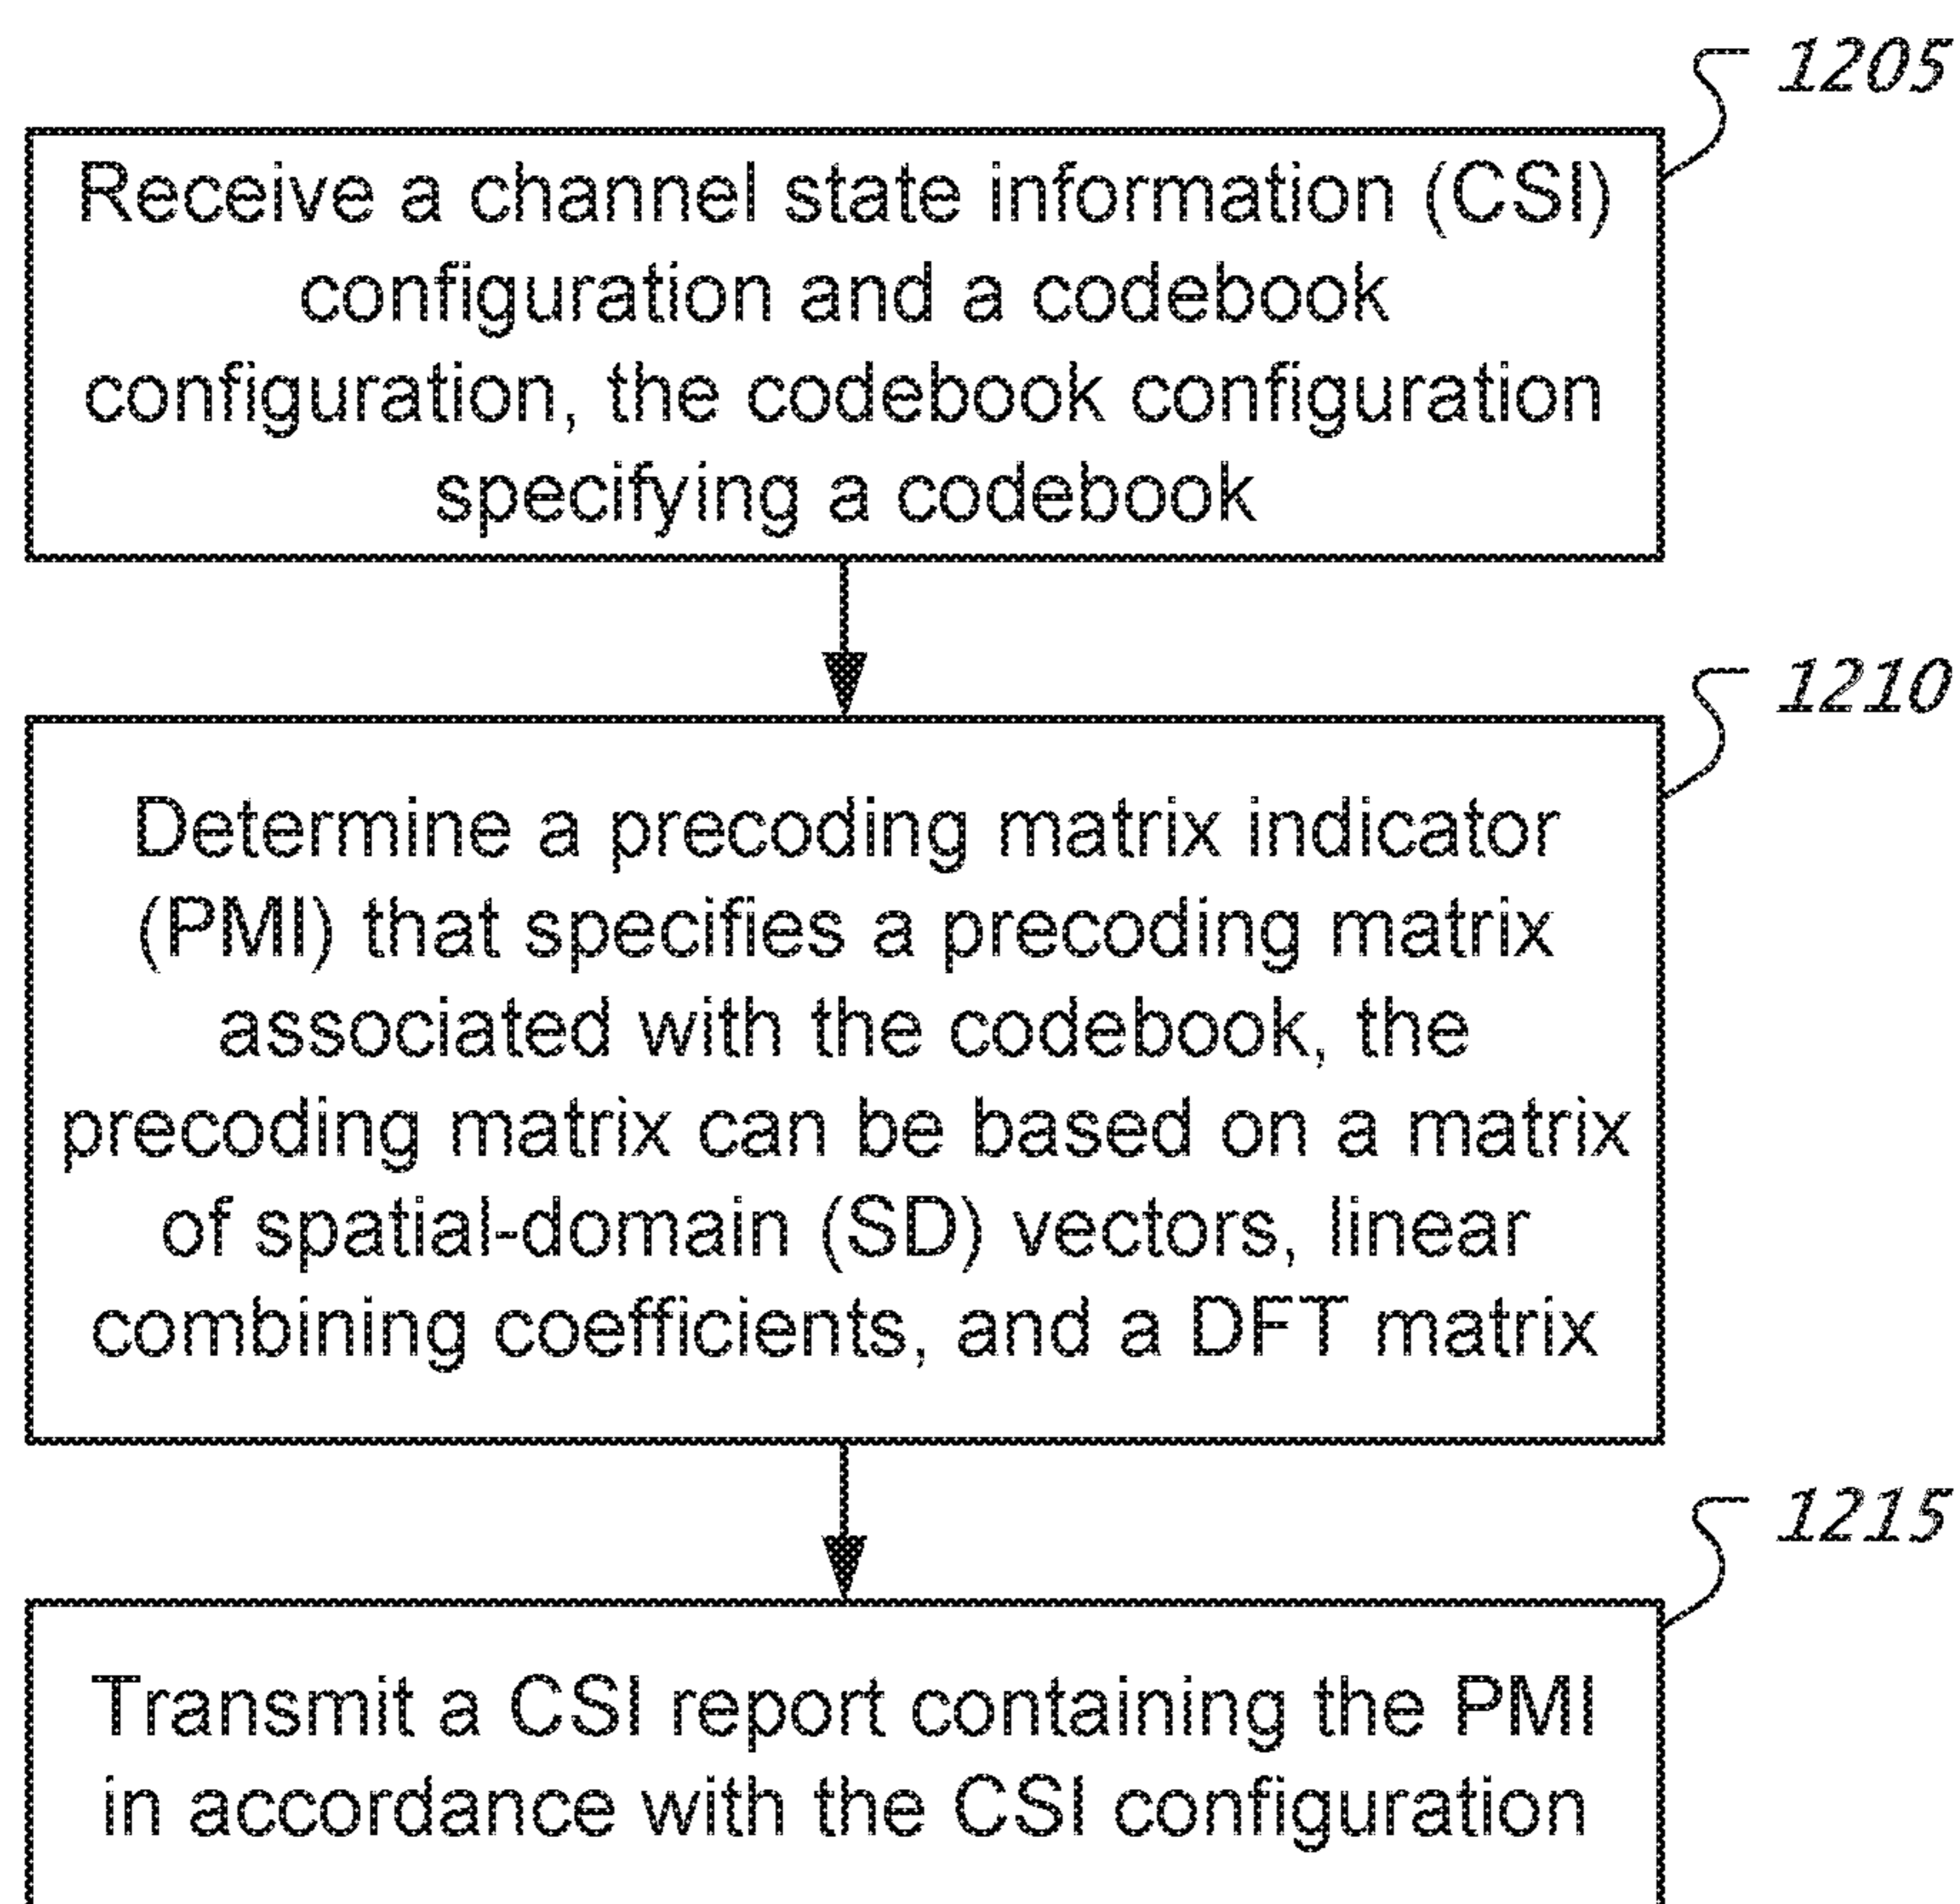 1205
Receive a channel state information (CSI)
configuration and a codebook
configuration, the codebook configuration
specifying a codebook
1210
Determine a precoding matrix indicator
(PMI) that specifies a precoding matrix
associated with the codebook, the
precoding matrix can be based on a matrix
of spatial-domain (SD) vectors, linear
combining coefficients, and a DFT matrix
1215
Transmit a CSI report containing the PMI
in accordance with the CSI configuration